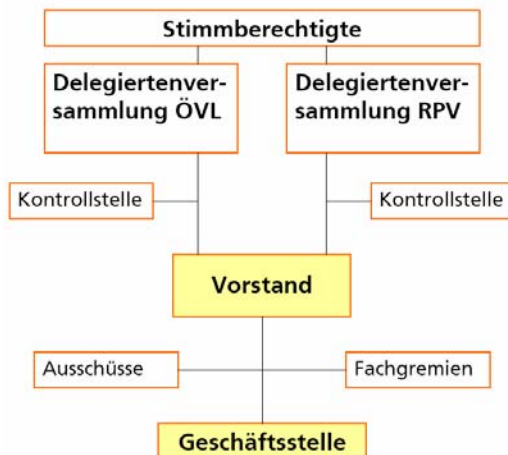 Stimmberechtigte
Delegiertenver-
sammlung ÖVL
Delegiertenver-
sammlung RPV
Kontrollstelle
Kontrollstelle
Vorstand
Ausschüsse
Fachgremien
Geschäftsstelle